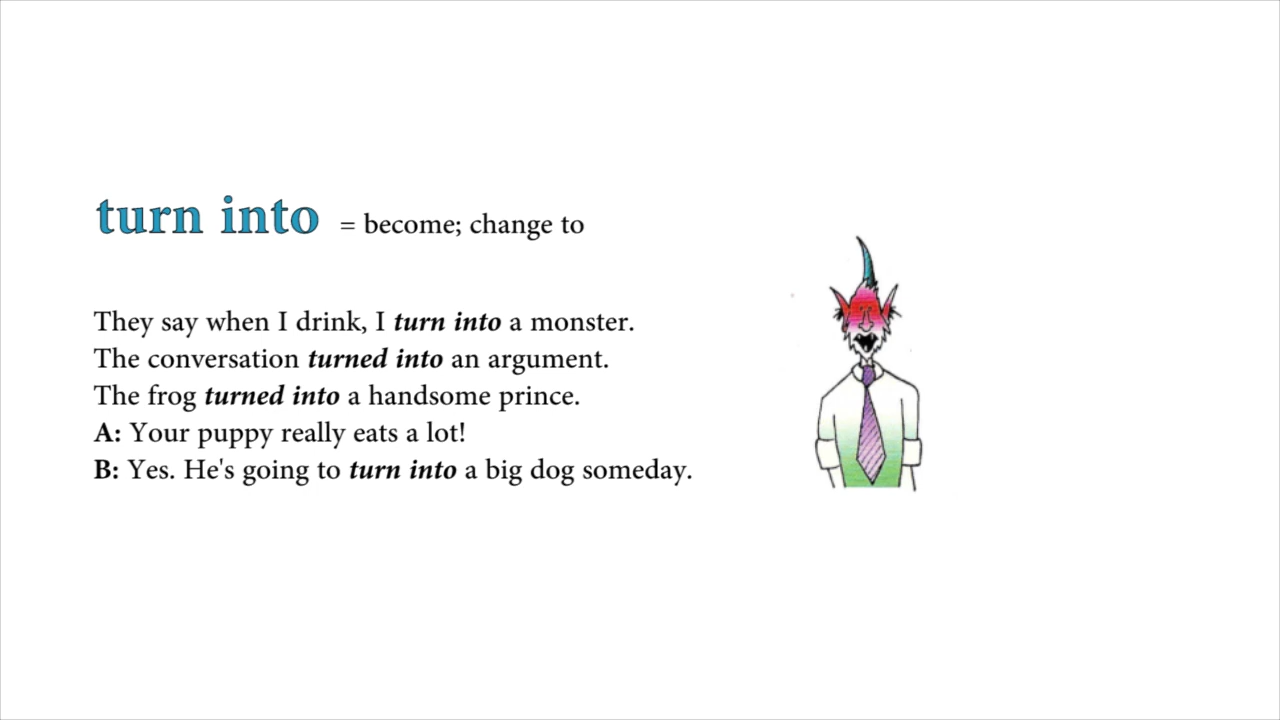 turn into = become; change to
They say when I drink, I turn into a monster.
The conversation turned into an argument.
The frog turned into a handsome prince.
A: Your puppy really eats a lot!
B: Yes. He's going to turn into a big dog someday.